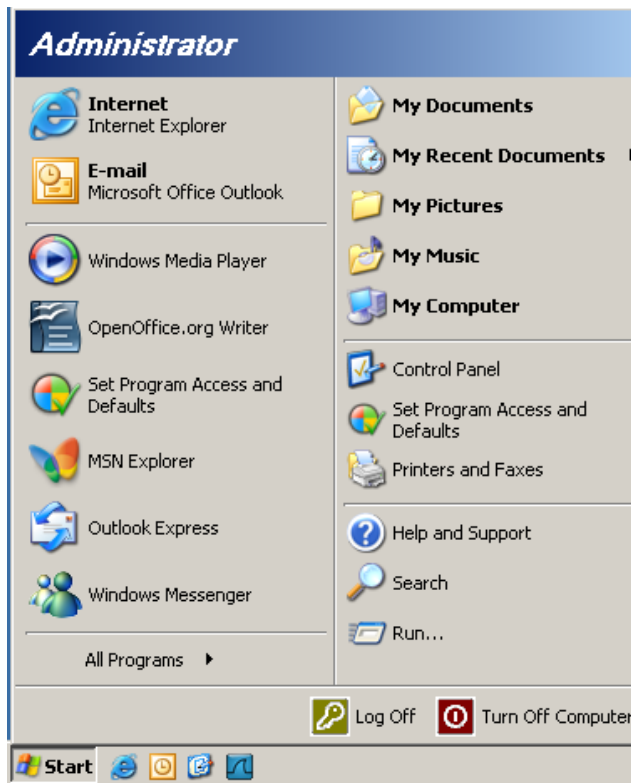 Administrator
Internet
Internet Explorer
E-mail
Microsoft Office Outlook
Windows Media Player
OpenOffice.org Writer
Set Program Access and
Defaults
MSN Explorer
Outlook Express
Windows Messenger
All Programs
My Documents
My Recent Documents
My Pictures
My Music
My Computer
Control Panel
Set Program Access and
Defaults
Printers and Faxes
Help and Support
Search
Run...
Log Off
Turn Off Computer
Start